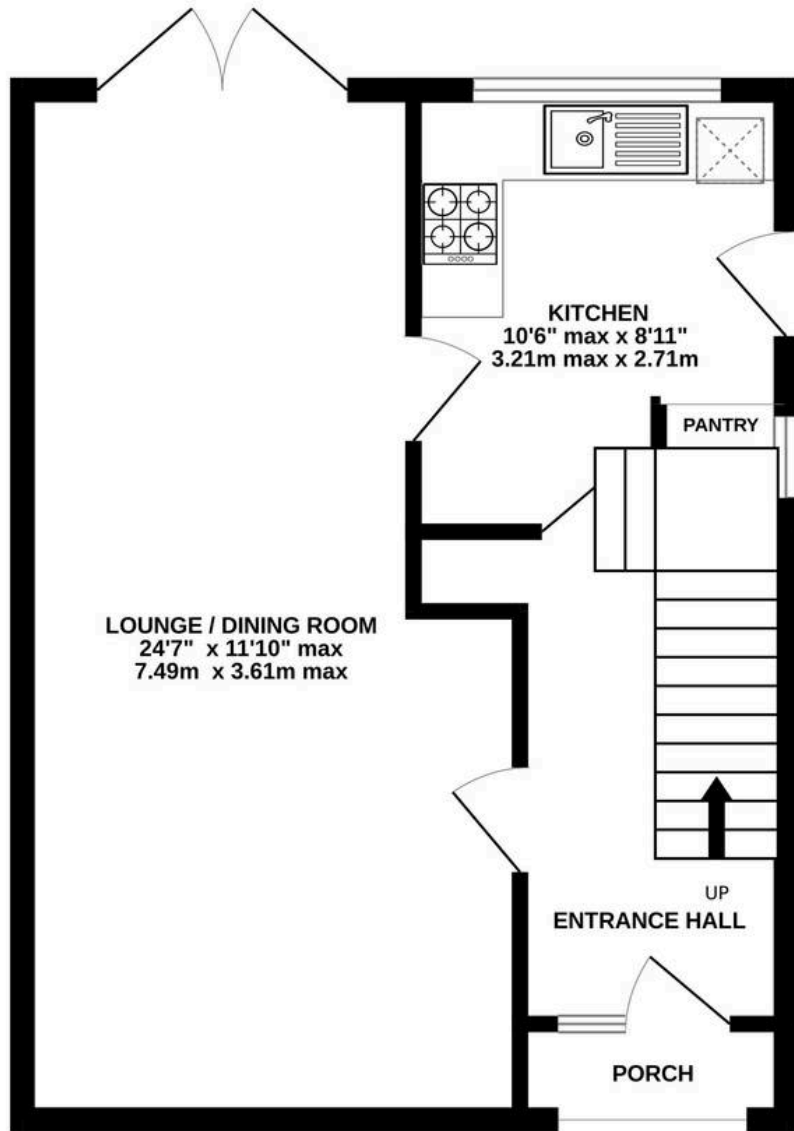 KITCHEN
10'6" max x 8'11"
3.21m max x 2.71m
PANTRY
LOUNGE / DINING ROOM
24'7" x 11'10" max
7.49m x 3.61m max
UP
ENTRANCE HALL
PORCH